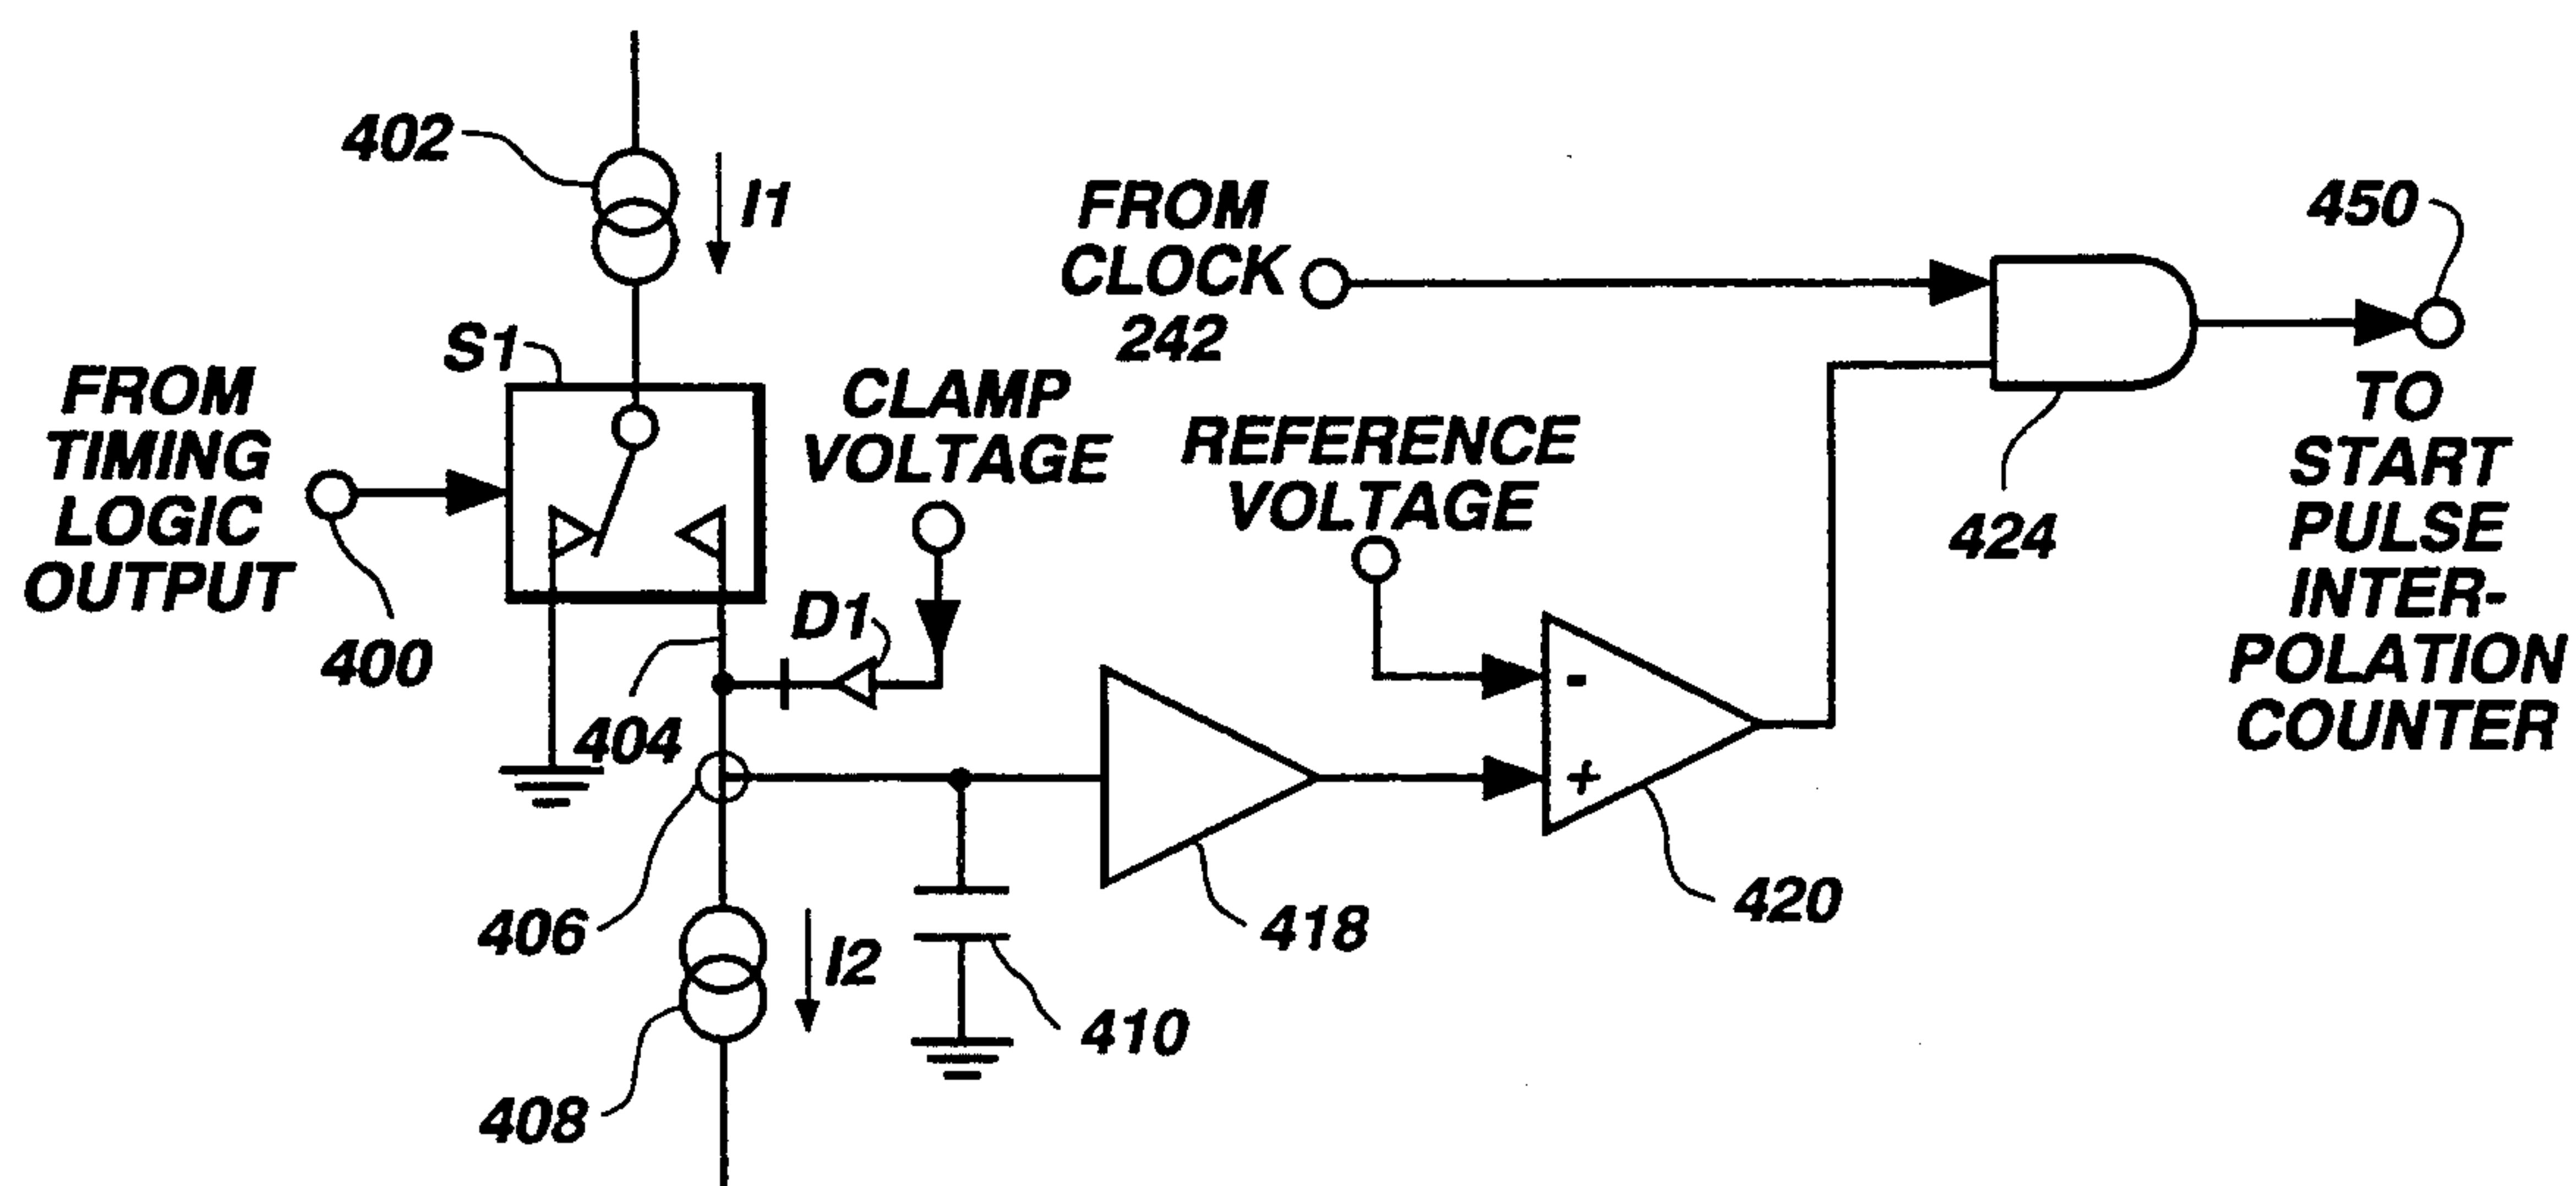 402
I1
FROM
CLOCK
242
450
S1
FROM
TIMING
LOGIC
OUTPUT
400
CLAMP
VOLTAGE
REFERENCE
VOLTAGE
424
TO
START
PULSE
INTER-
POLATION
COUNTER
D1
404
-
+
406
I2
418
420
410
408